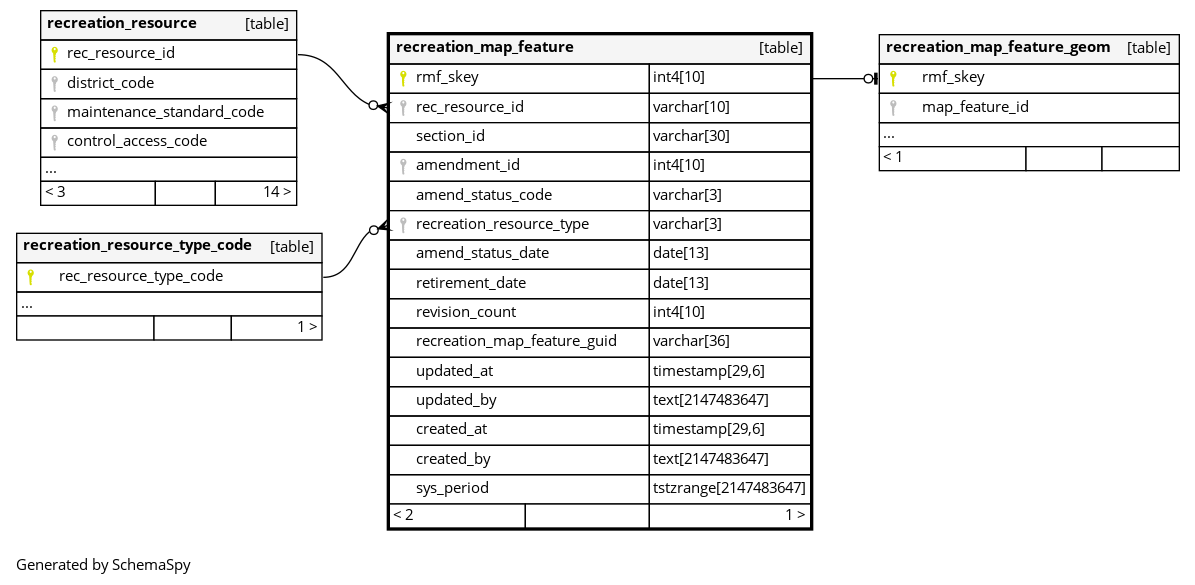 recreation_resource [table]
rec_resource_id
district_code
maintenance_standard_code
control_access_code
...
< 3 14 >
recreation_resource_type_code [table]
rec_resource_type_code
...
1 >
recreation_map_feature [table]
rmf_skey int4[10]
rec_resource_id varchar[10]
section_id varchar[30]
amendment_id int4[10]
amend_status_code varchar[3]
recreation_resource_type varchar[3]
amend_status_date date[13]
retirement_date date[13]
revision_count int4[10]
recreation_map_feature_guid varchar[36]
updated_at timestamp[29,6]
updated_by text[2147483647]
created_at timestamp[29,6]
created_by text[2147483647]
sys_period tstzrange[2147483647]
< 2 1 >
recreation_map_feature_geom [table]
rmf_skey
map_feature_id
...
< 1
Generated by SchemaSpy